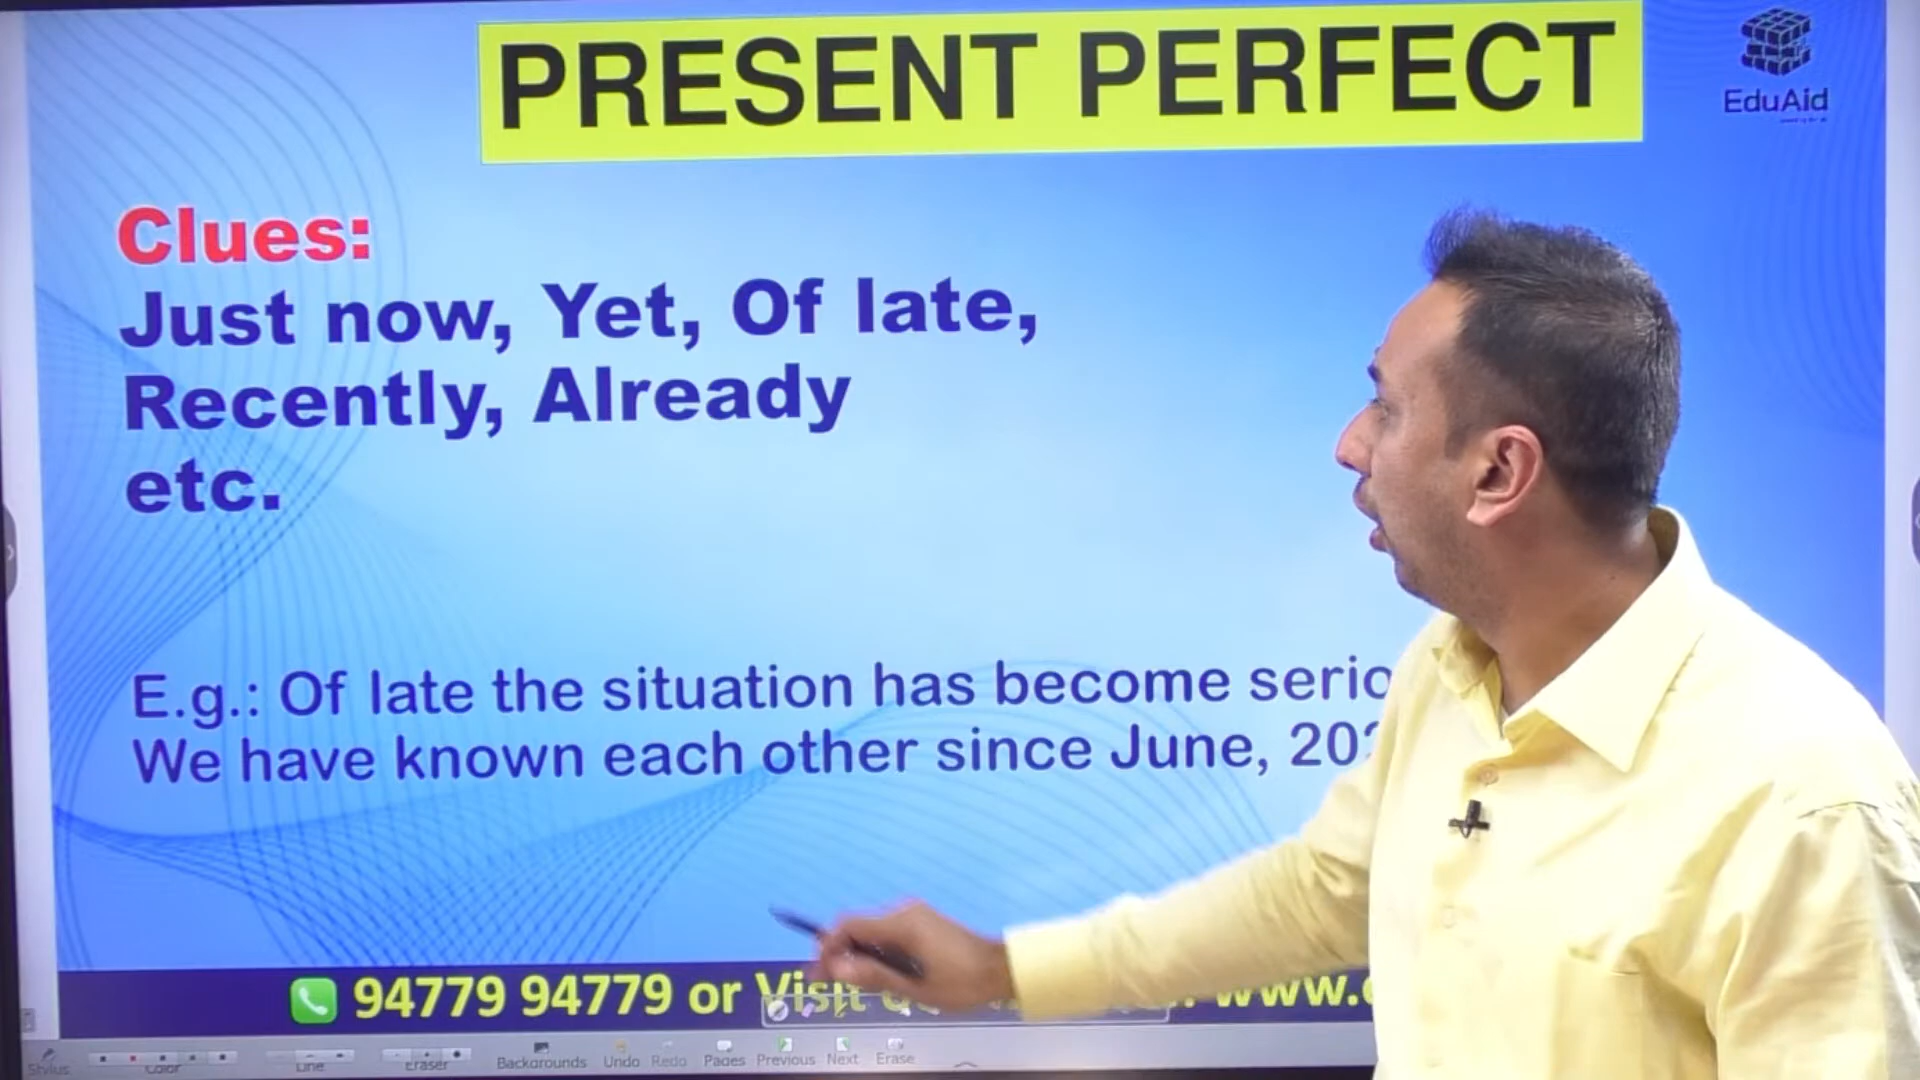 PRESENT PERFECT
EduAid
Clues:
Just now, Yet, Of late,
Recently, Already
etc.
E.g.: Of late the situation has become serio
We have known each other since June, 20
94779 94779 or Visit www.
Stylus Color Line Eraser Backgrounds Undo Redo Pages Previous Next Erase